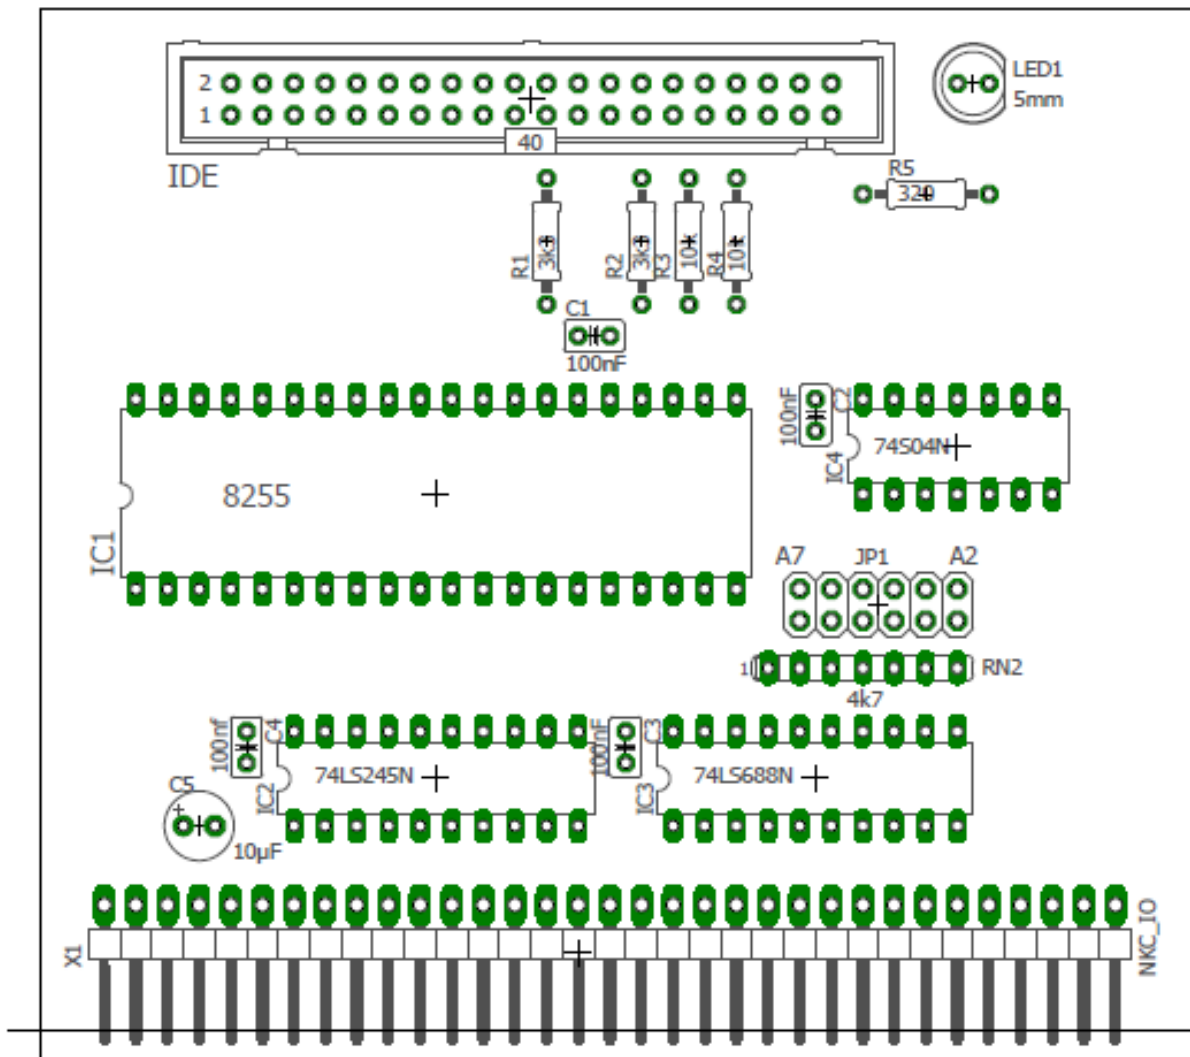 2
LED1
5mm
1
40
IDE
R5
320
R1
3k3
R2
3k3
R3
10k
R4
10k
C1
100nF
100nF
C2
74S04N
IC4
8255
IC1
A7
JP1
A2
1
RN2
4k7
100nf
C4
100nF
C3
74LS245N
IC2
74LS688N
IC3
C5
+
10µF
X1
NKC_IO